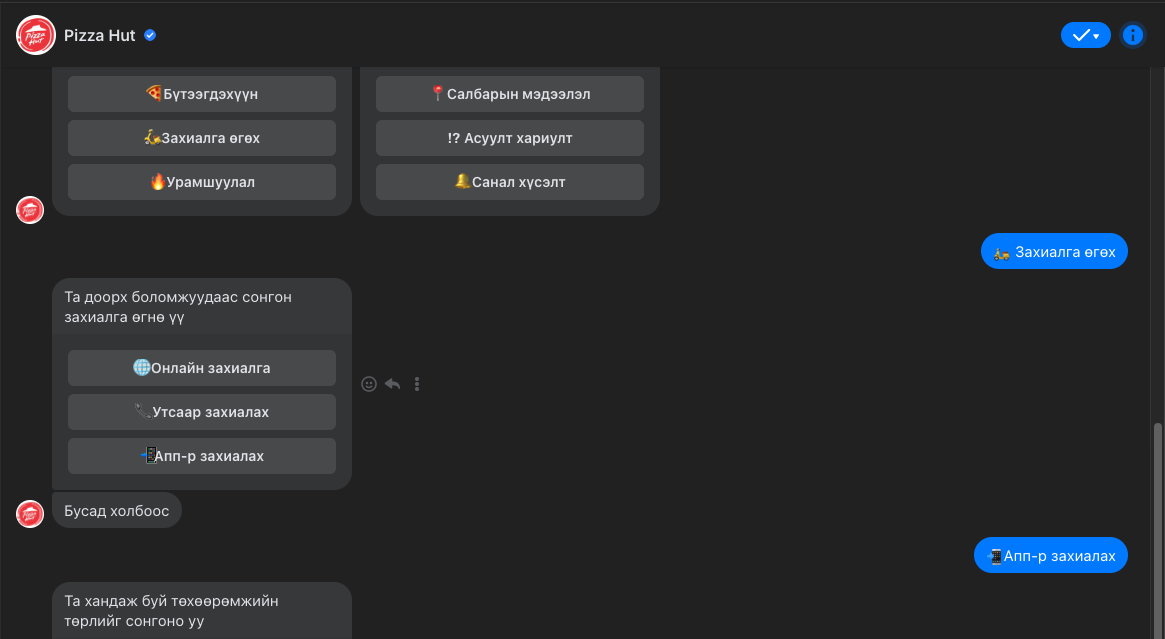 Pizza Hut
🍕Бүтээгдэхүүн
🛵Захиалга өгөх
🔥Урамшуулал
📍Салбарын мэдээлэл
⁉ Асуулт хариулт
🔔Санал хүсэлт
🛵 Захиалга өгөх
Та доорх боломжуудаас сонгон
захиалга өгнө үү
🌐Онлайн захиалга
📞Утсаар захиалах
📲Апп-р захиалах
Бусад холбоос
📲Апп-р захиалах
Та хандаж буй төхөөрөмжийн
төрлийг сонгоно уу